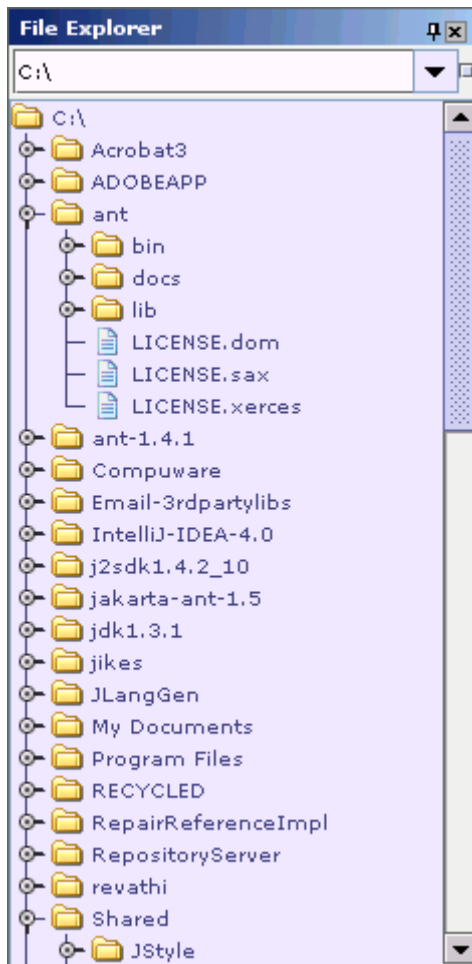 File Explorer
C:\
C:\
Acrobat3
ADOBEAPP
ant
bin
docs
lib
LICENSE.dom
LICENSE.sax
LICENSE.xerces
ant-1.4.1
Compuware
Email-3rdpartylibs
IntelliJ-IDEA-4.0
j2sdk1.4.2_10
jakarta-ant-1.5
jdk1.3.1
jikes
JLangGen
My Documents
Program Files
RECYCLED
RepairReferenceImpl
RepositoryServer
revathi
Shared
JStyle